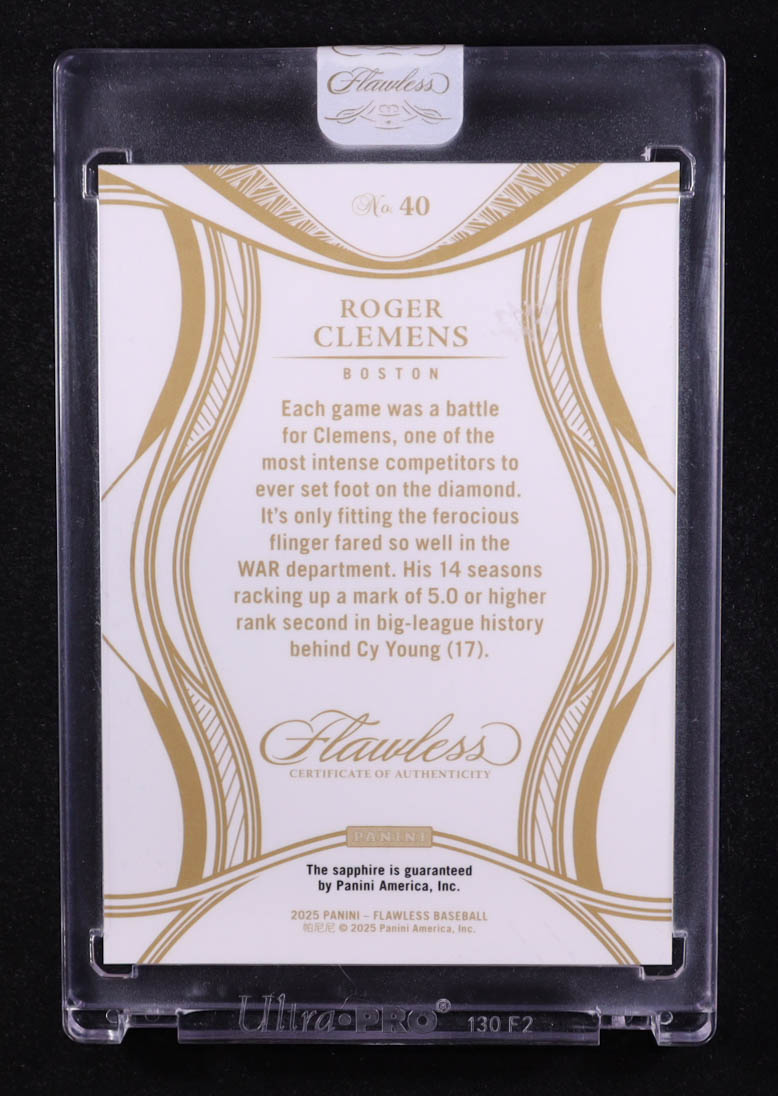 Flawless
No. 40
ROGER
CLEMENS
BOSTON
Each game was a battle
for Clemens, one of the
most intense competitors to
ever set foot on the diamond.
It's only fitting the ferocious
flinger fared so well in the
WAR department. His 14 seasons
racking up a mark of 5.0 or higher
rank second in big-league history
behind Cy Young (17).
Flawless
CERTIFICATE OF AUTHENTICITY
PANINI
The sapphire is guaranteed
by Panini America, Inc.
2025 PANINI – FLAWLESS BASEBALL
帕尼尼 © 2025 Panini America, Inc.
Ultra•PRO® 130 F2